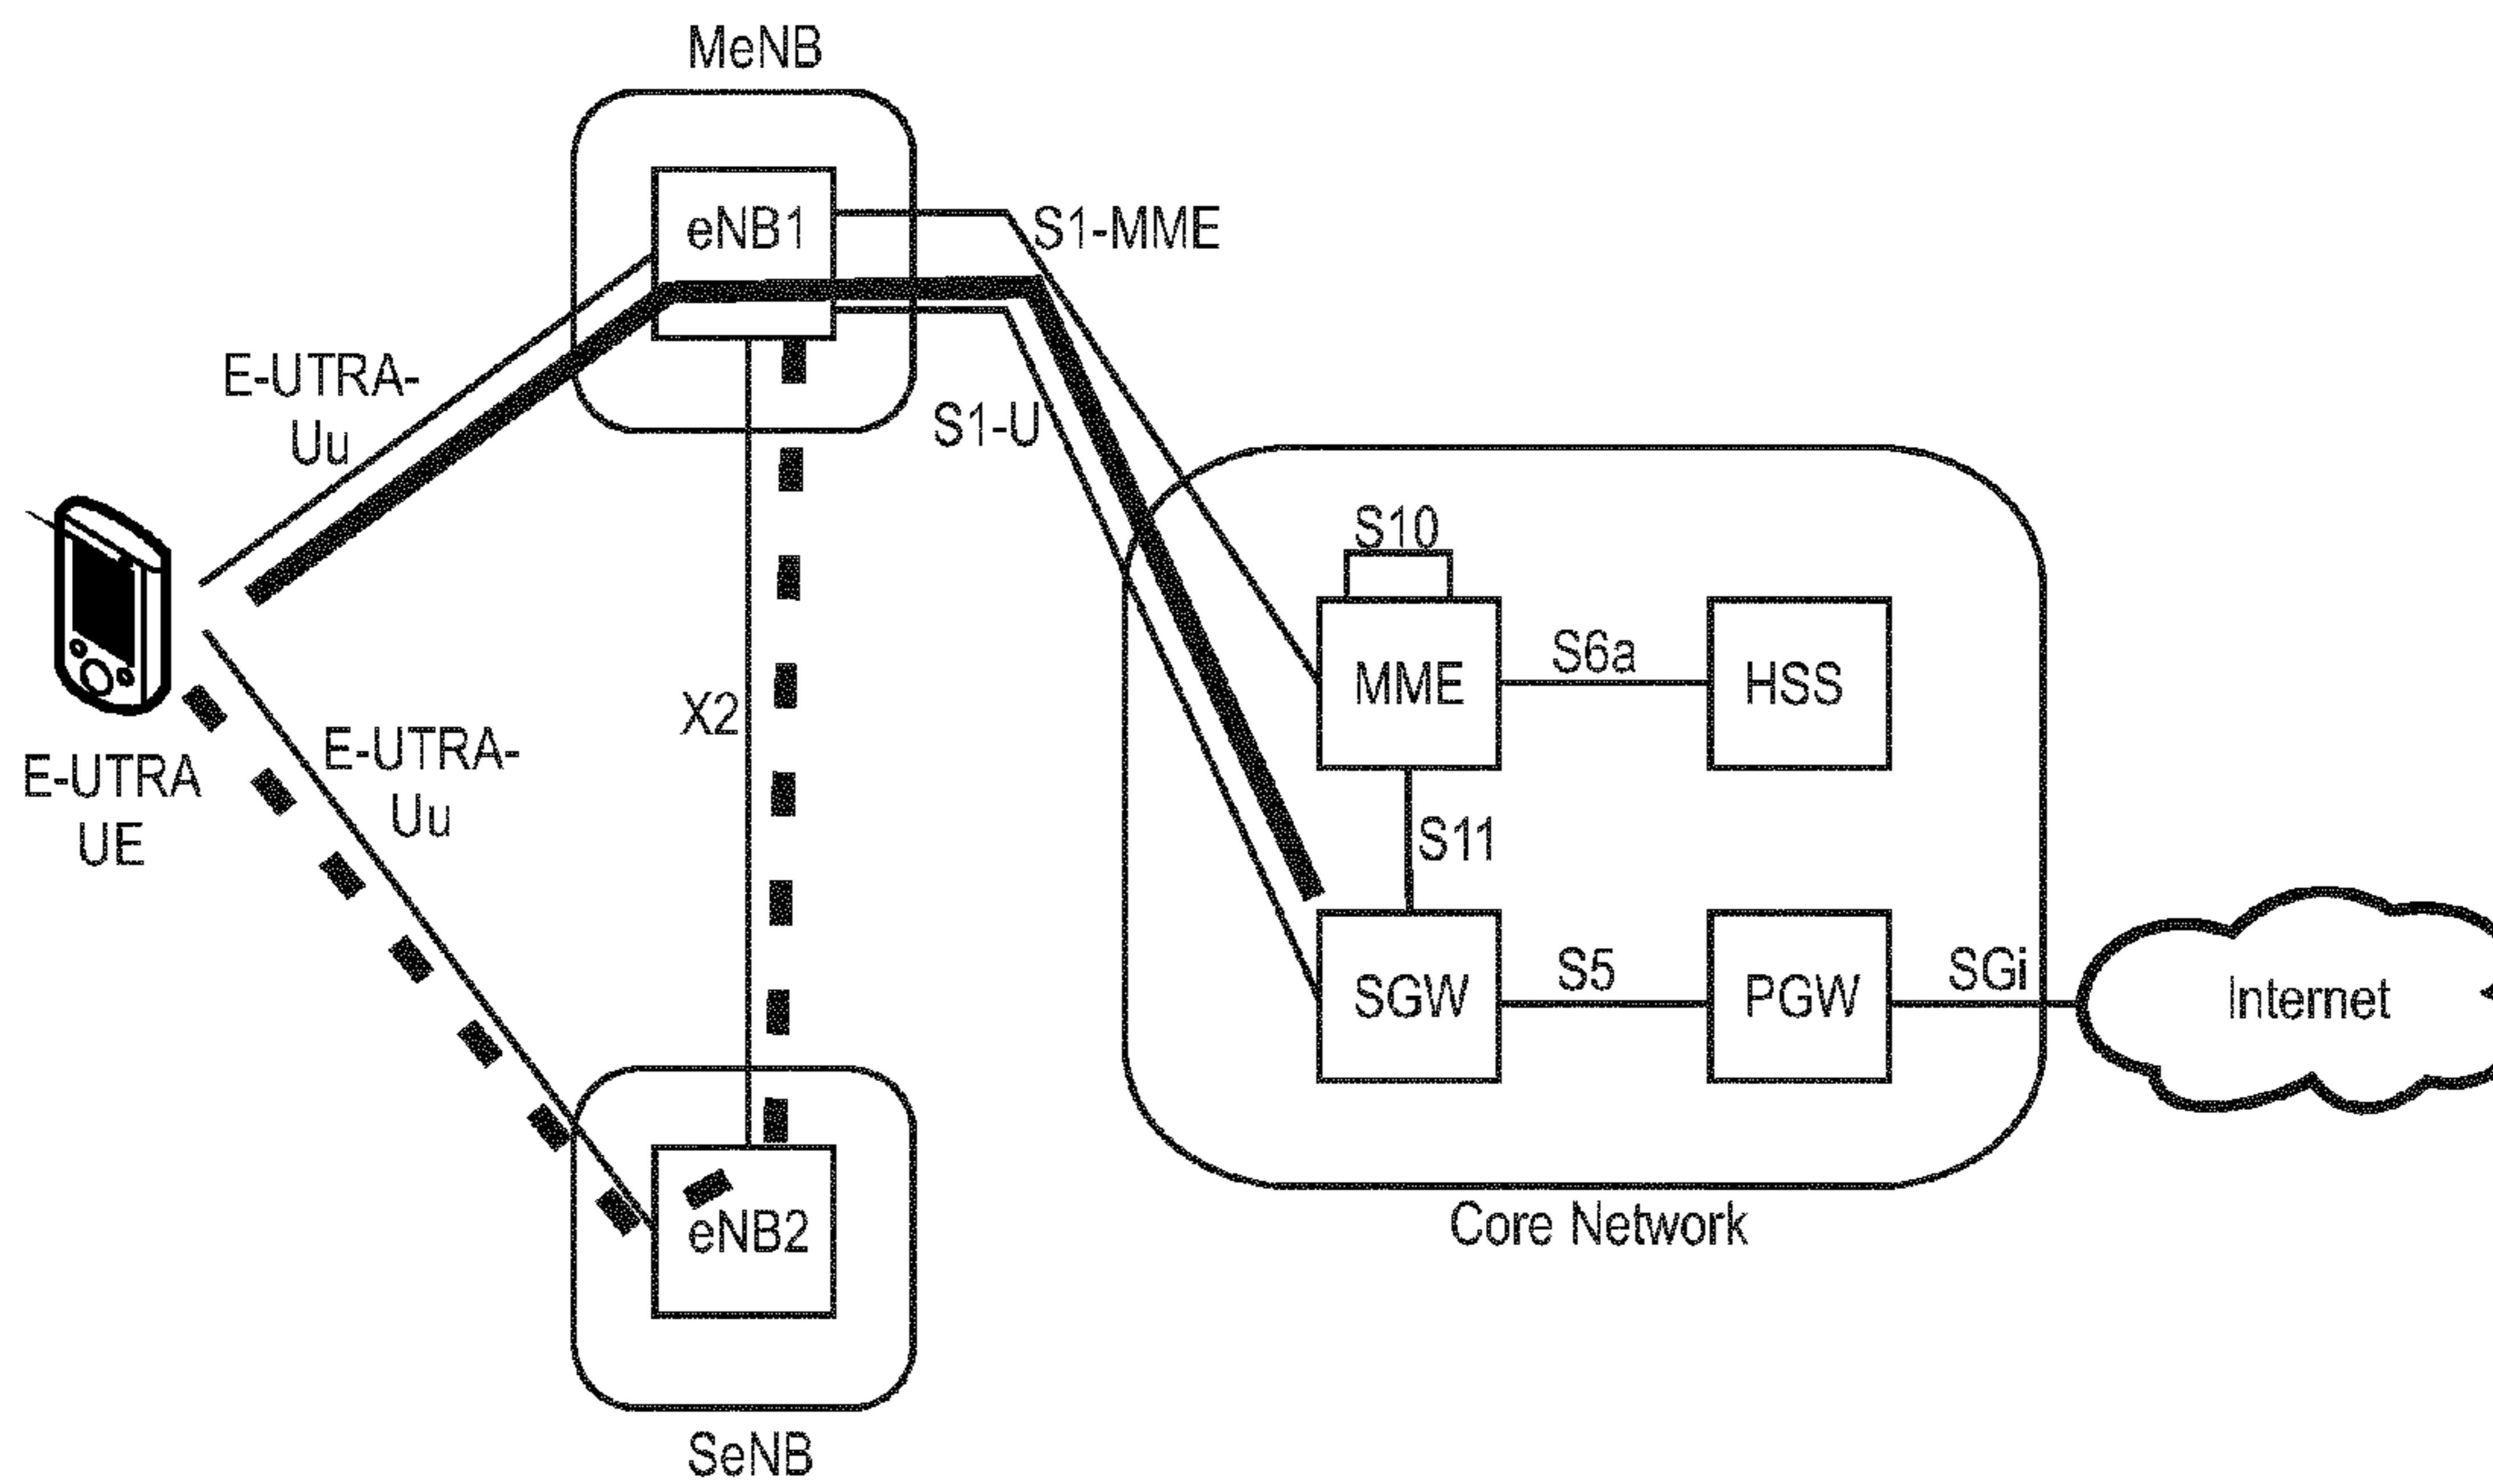 MeNB
eNB1
S1-MME
E-UTRA-
Uu
S1-U
S10
MME
S6a
HSS
X2
E-UTRA
UE
E-UTRA-
Uu
S11
SGW
S5
PGW
SGi
Internet
eNB2
Core Network
SeNB